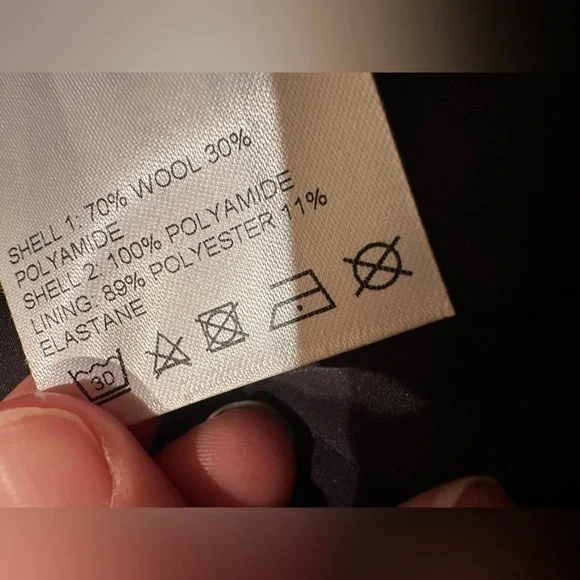 SHELL 1: 70% WOOL 30%
POLYAMIDE
SHELL 2: 100% POLYAMIDE
LINING: 89% POLYESTER 11%
ELASTANE
30